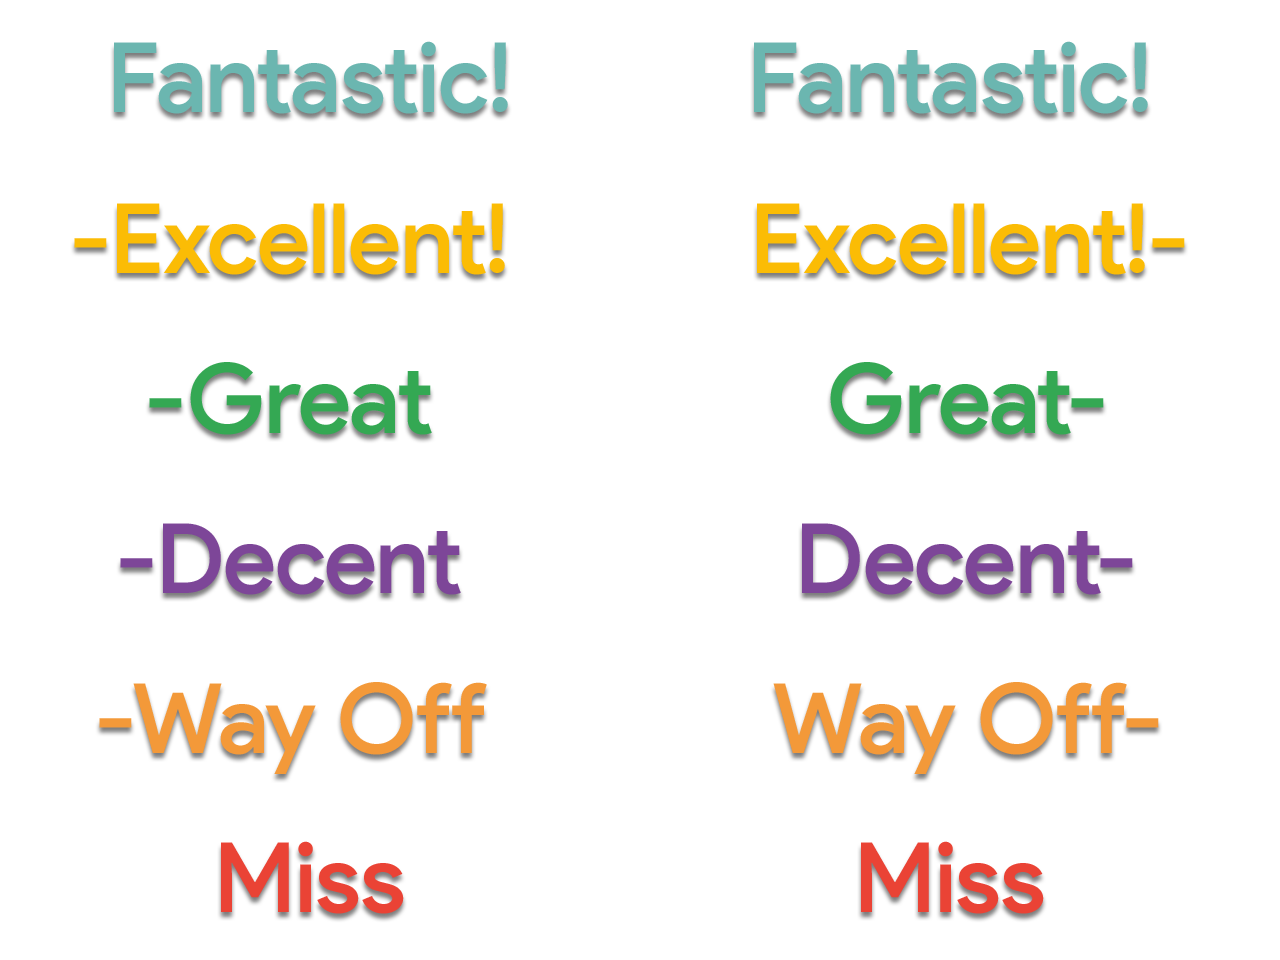 Fantastic! Fantastic!
-Excellent! Excellent!-
-Great Great-
-Decent Decent-
-Way Off Way Off-
Miss Miss